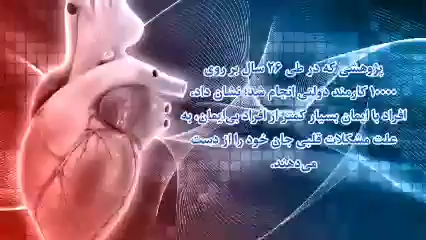 پژوهشی که در طی ۲۶ سال بر روی
۱۰۰۰۰ کارمند دولتی انجام شد؛ نشان داد،
افراد با ایمان بسیار کمتر از افراد بی‌ایمان، به
علت مشکلات قلبی جان خود را از دست
می‌دهند.